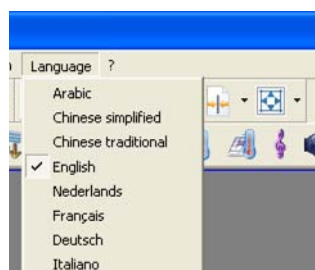 Language ?
Arabic
Chinese simplified
Chinese traditional
English
Nederlands
Français
Deutsch
Italiano